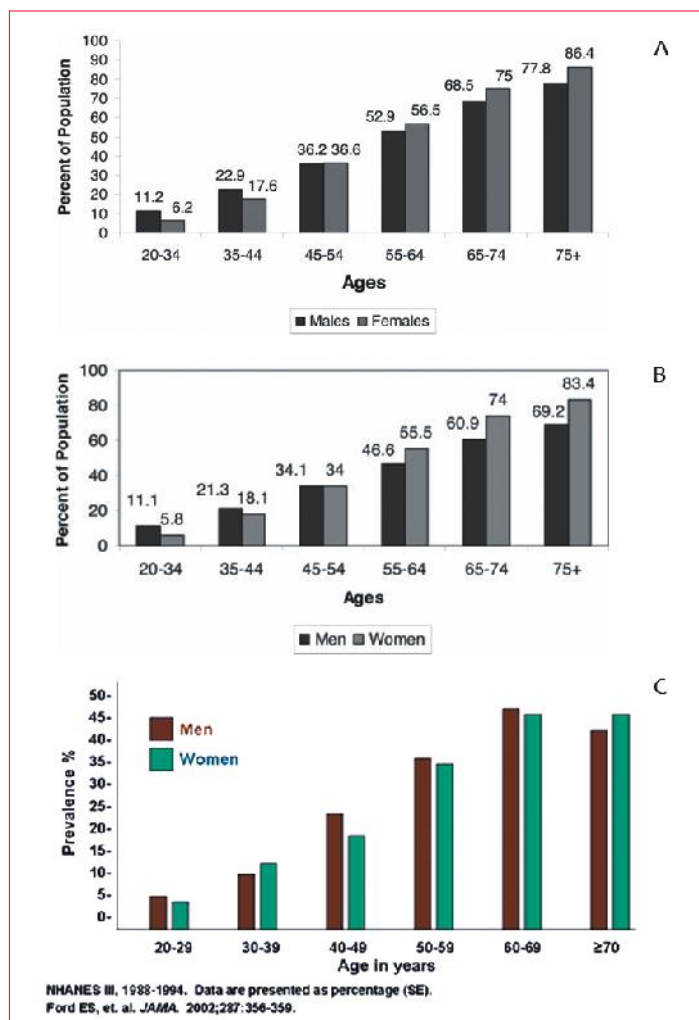 A
Percent of Population
100
90
80
70
60
50
40
30
20
10
0
11.2 6.2
22.9 17.6
36.2 36.6
52.9 56.5
68.5 75
77.8 86.4
20-34 35-44 45-54 55-64 65-74 75+
Ages
Males Females
B
Percent of Population
100
80
60
40
20
0
11.1 5.8
21.3 18.1
34.1 34
46.6 55.5
60.9 74
69.2 83.4
20-34 35-44 45-54 55-64 65-74 75+
Ages
Men Women
C
Prevalence %
50-
45-
40-
35-
30-
25-
20-
15-
10-
5-
0-
Men
Women
20-29 30-39 40-49 50-59 60-69 ≥70
Age in years
NHANES III, 1988-1994. Data are presented as percentage (SE).
Ford ES, et. al. JAMA. 2002;287:356-359.